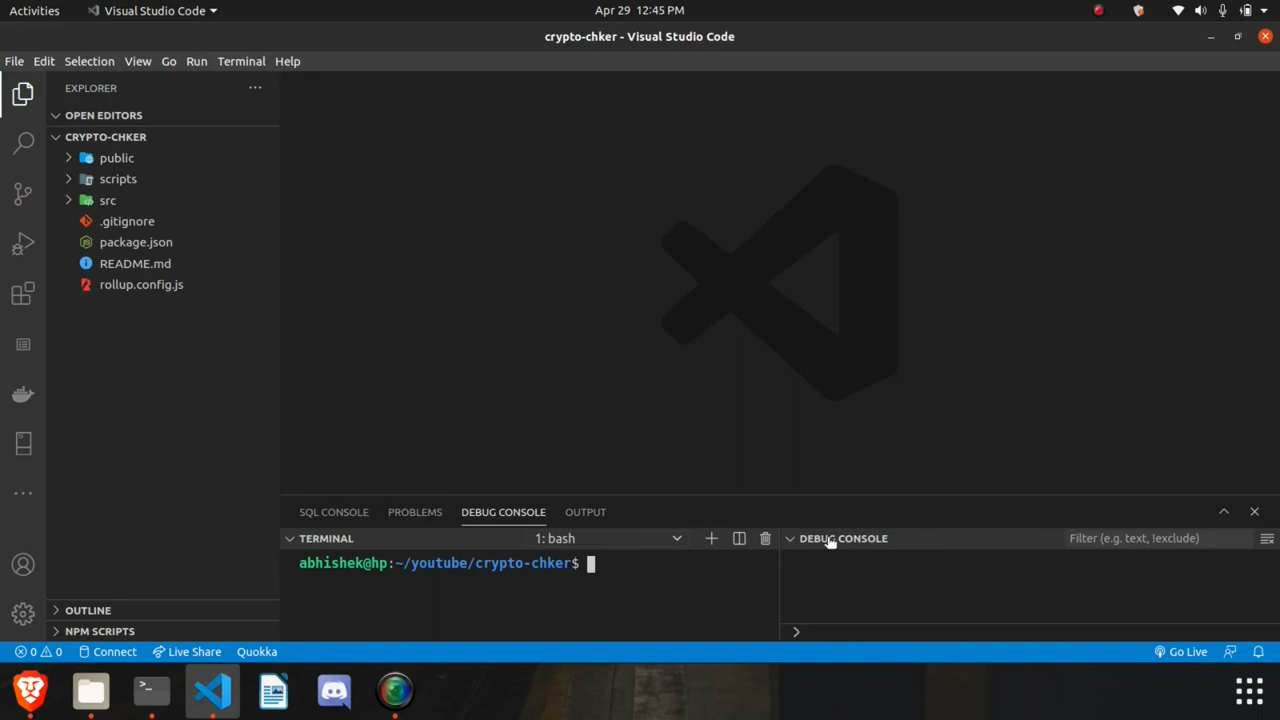 Activities
Visual Studio Code
Apr 29 12:45 PM
crypto-chker - Visual Studio Code
File Edit Selection View Go Run Terminal Help
EXPLORER
OPEN EDITORS
CRYPTO-CHKER
public
scripts
src
.gitignore
package.json
README.md
rollup.config.js
OUTLINE
NPM SCRIPTS
SQL CONSOLE PROBLEMS DEBUG CONSOLE OUTPUT
TERMINAL 1: bash
abhishek@hp:~/youtube/crypto-chker$
DEBUG CONSOLE Filter (e.g. text, !exclude)
>
0 0 Connect Live Share Quokka Go Live